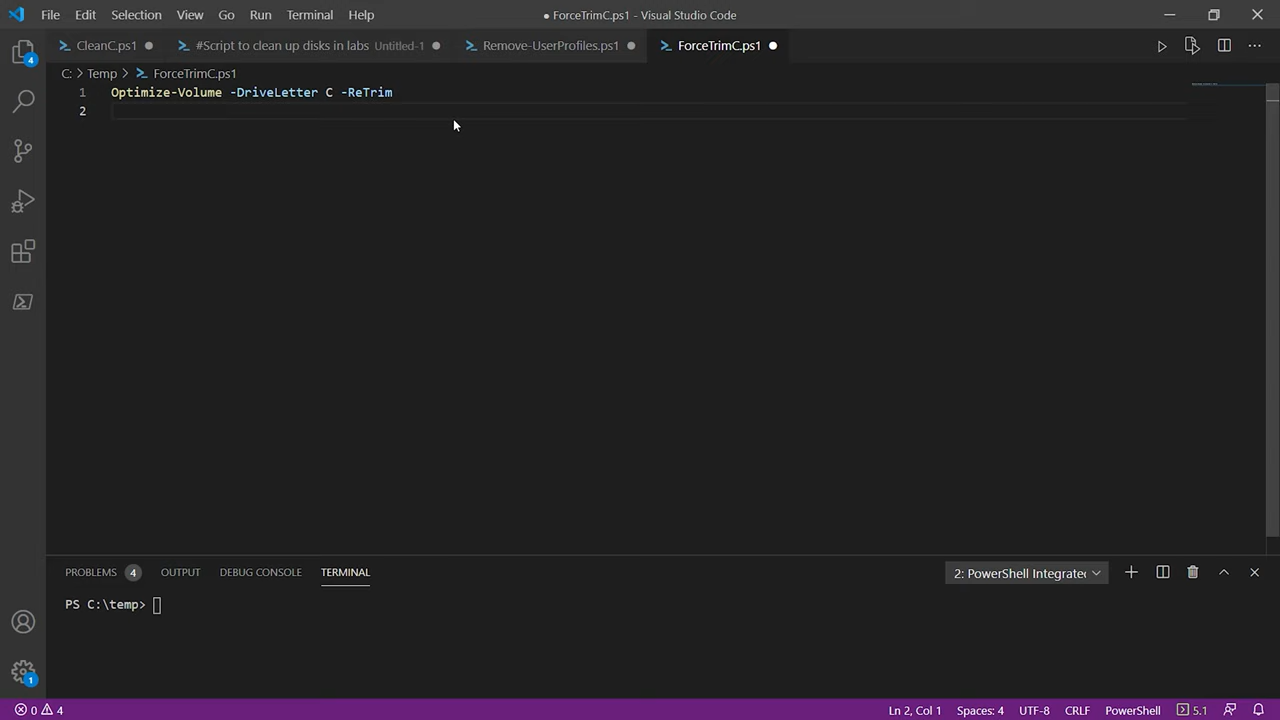 File Edit Selection View Go Run Terminal Help
ForceTrimC.ps1 - Visual Studio Code
CleanC.ps1
#Script to clean up disks in labs Untitled-1
Remove-UserProfiles.ps1
ForceTrimC.ps1
C: > Temp > ForceTrimC.ps1
1 Optimize-Volume -DriveLetter C -ReTrim
2
4
PROBLEMS 4 OUTPUT DEBUG CONSOLE TERMINAL
2: PowerShell Integrated
PS C:\temp>
1
0 4
Ln 2, Col 1 Spaces: 4 UTF-8 CRLF PowerShell 5.1